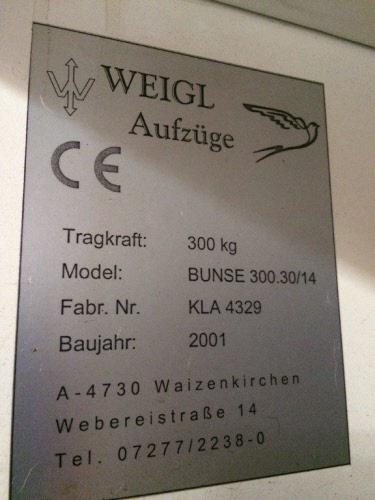 WEIGL
Aufzüge
CE
Tragkraft: 300 kg
Model: BUNSE 300.30/14
Fabr. Nr. KLA 4329
Baujahr: 2001
A-4730 Waizenkirchen
Webereistraße 14
Tel. 07277/2238-0